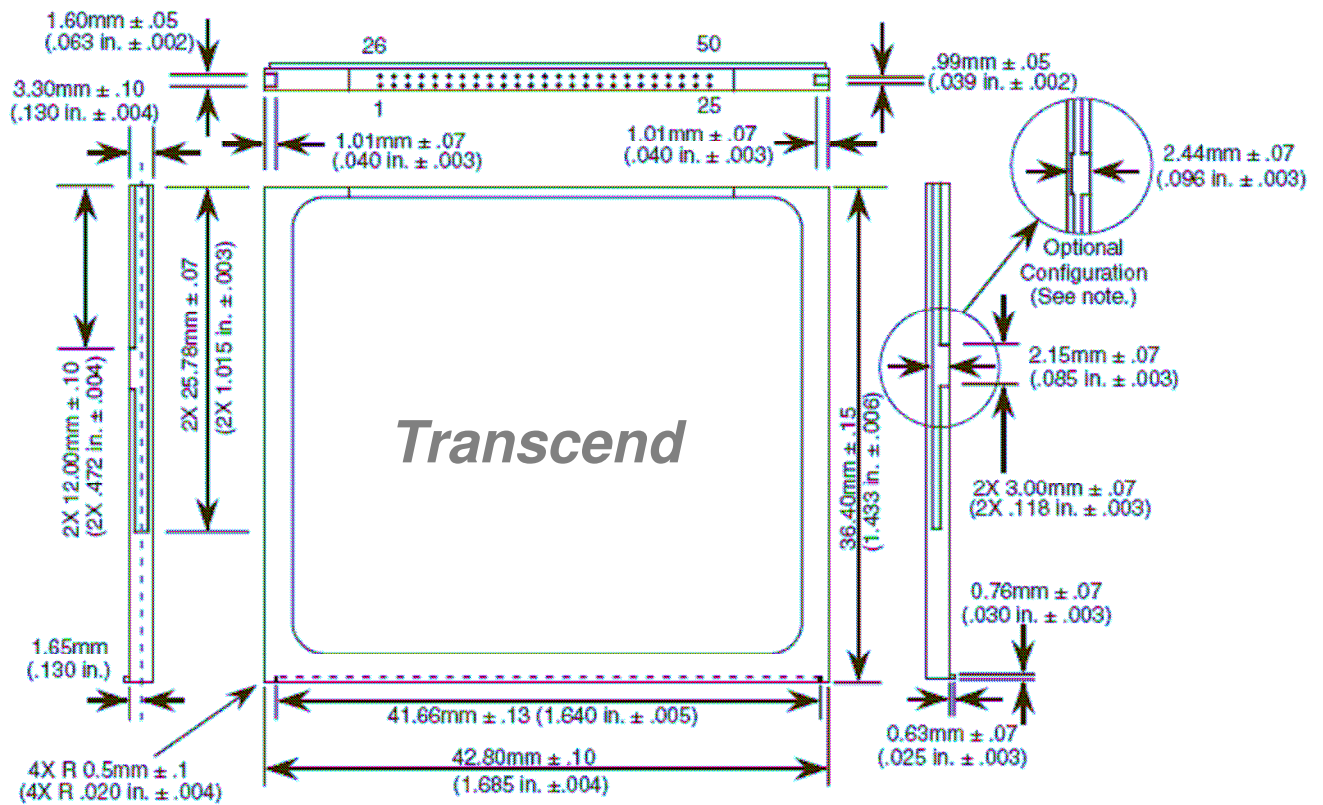 1.60mm ± .05
(.063 in. ± .002)
26
50
.99mm ± .05
(.039 in. ± .002)
3.30mm ± .10
(.130 in. ± .004)
1
25
1.01mm ± .07
(.040 in. ± .003)
1.01mm ± .07
(.040 in. ± .003)
2.44mm ± .07
(.096 in. ± .003)
Optional
Configuration
(See note.)
2X 12.00mm ± .10
(2X .472 in. ± .004)
2X 25.78mm ± .07
(2X 1.015 in. ± .003)
Transcend
36.40mm ± .15
(1.433 in. ± .006)
2.15mm ± .07
(.085 in. ± .003)
2X 3.00mm ± .07
(2X .118 in. ± .003)
0.76mm ± .07
(.030 in. ± .003)
1.65mm
(.130 in.)
41.66mm ± .13 (1.640 in. ± .005)
0.63mm ± .07
(.025 in. ± .003)
42.80mm ± .10
(1.685 in. ± .004)
4X R 0.5mm ± .1
(4X R .020 in. ± .004)